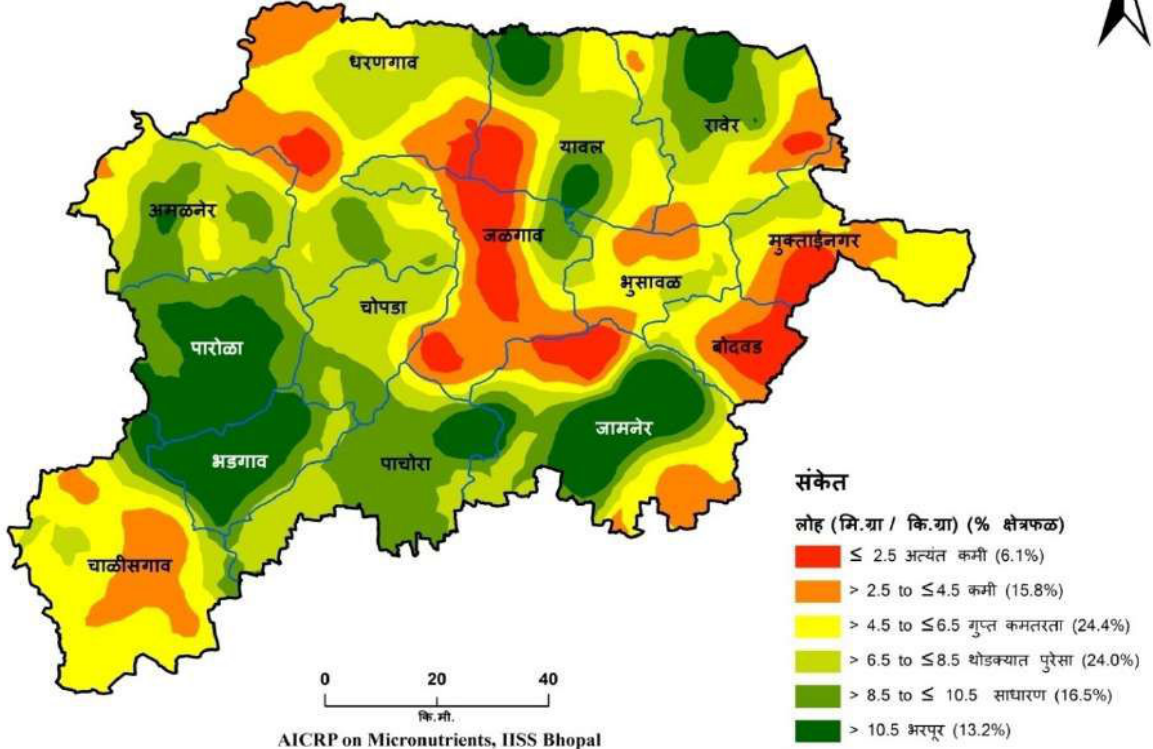 धरणगाव
रावेर
यावल
अमळनेर
जळगाव
मुक्ताईनगर
भुसावळ
चोपडा
पारोळा
बोदवड
जामनेर
भडगाव
पाचोरा
चाळीसगाव
संकेत
लोह (मि.ग्रा / कि.ग्रा) (% क्षेत्रफळ)
≤ 2.5 अत्यंत कमी (6.1%)
> 2.5 to ≤4.5 कमी (15.8%)
> 4.5 to ≤6.5 गुप्त कमतरता (24.4%)
> 6.5 to ≤8.5 थोडक्यात पुरेसा (24.0%)
> 8.5 to ≤ 10.5 साधारण (16.5%)
> 10.5 भरपूर (13.2%)
0 20 40
कि.मी.
AICRP on Micronutrients, IISS Bhopal